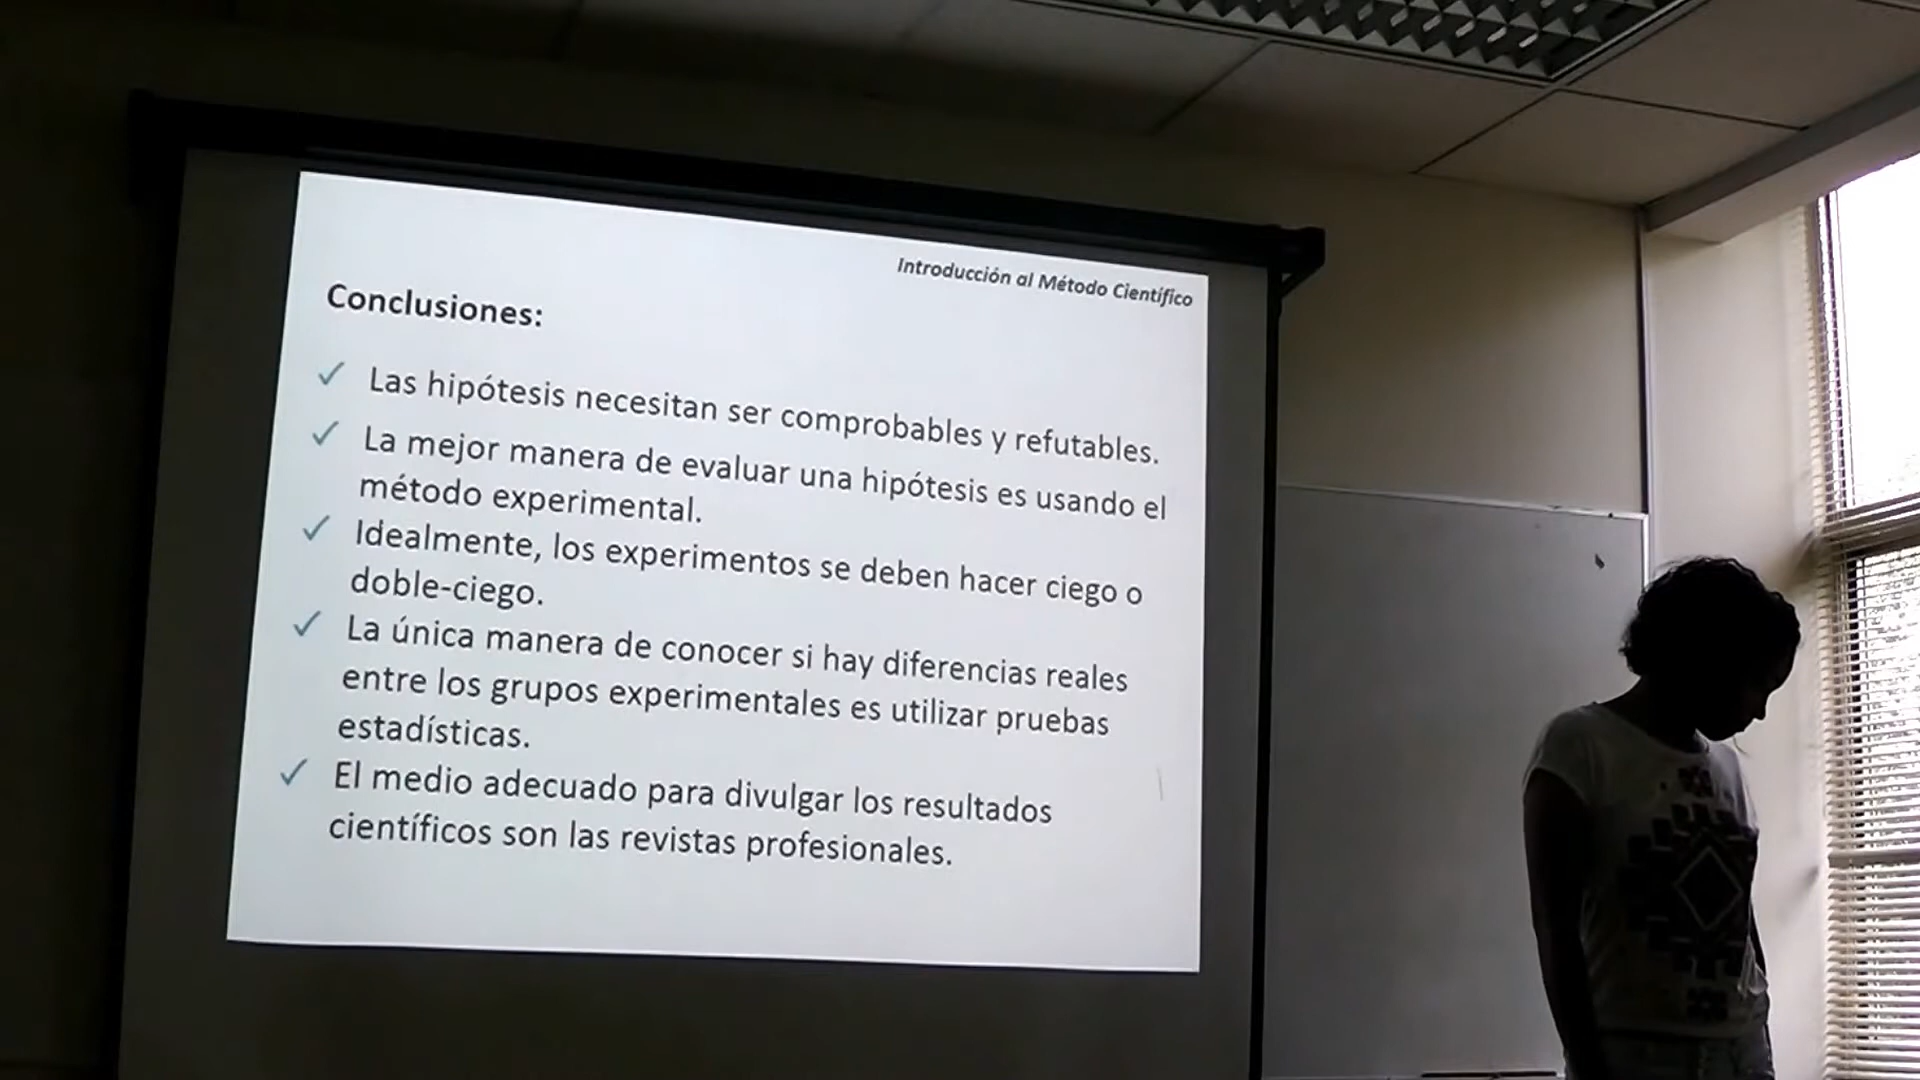 Introducción al Método Científico
Conclusiones:
✓ Las hipótesis necesitan ser comprobables y refutables.
✓ La mejor manera de evaluar una hipótesis es usando el
método experimental.
✓ Idealmente, los experimentos se deben hacer ciego o
doble-ciego.
✓ La única manera de conocer si hay diferencias reales
entre los grupos experimentales es utilizar pruebas
estadísticas.
✓ El medio adecuado para divulgar los resultados
científicos son las revistas profesionales.